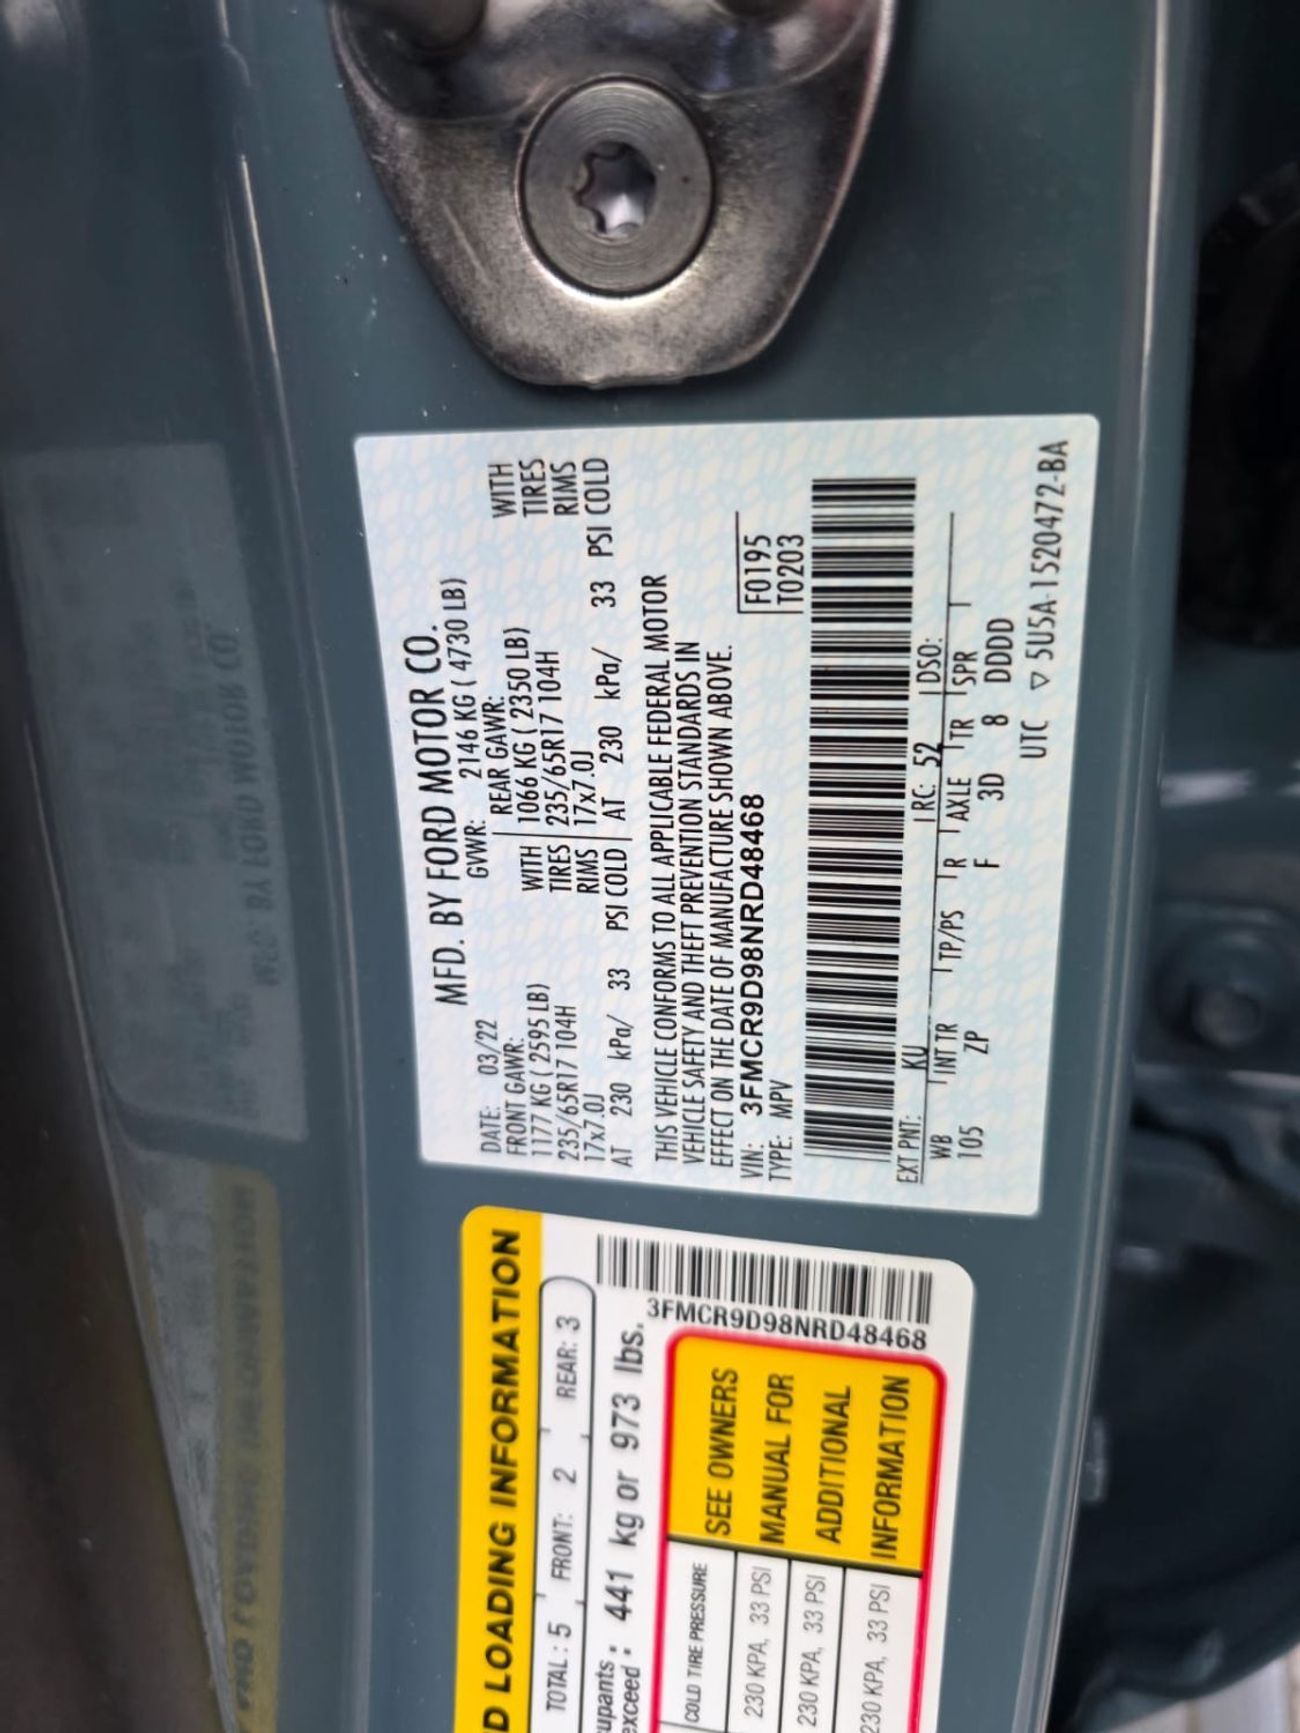 MFD. BY FORD MOTOR CO.
DATE: 03/22 GVWR: 2146 KG ( 4730 LB)
FRONT GAWR: REAR GAWR:
1177 KG ( 2595 LB) WITH 1066 KG ( 2350 LB) WITH
235/65R17 104H TIRES 235/65R17 104H TIRES
17x7.0J RIMS 17x7.0J RIMS
AT 230 kPa/ 33 PSI COLD AT 230 kPa/ 33 PSI COLD
THIS VEHICLE CONFORMS TO ALL APPLICABLE FEDERAL MOTOR
VEHICLE SAFETY AND THEFT PREVENTION STANDARDS IN
EFFECT ON THE DATE OF MANUFACTURE SHOWN ABOVE.
VIN: 3FMCR9D98NRD48468 F0195
TYPE: MPV T0203
EXT PNT: KU RC: 52 DSO:
WB INT TR TP/PS R AXLE TR SPR
105 ZP F 3D 8 DDDD
UTC ▽ 5U5A-1520472-BA
D LOADING INFORMATION
TOTAL : 5 FRONT: 2 REAR: 3
upants :
exceed : 441 kg or 973 lbs.
3FMCR9D98NRD48468
COLD TIRE PRESSURE
230 KPA, 33 PSI
230 KPA, 33 PSI
230 KPA, 33 PSI
SEE OWNERS
MANUAL FOR
ADDITIONAL
INFORMATION